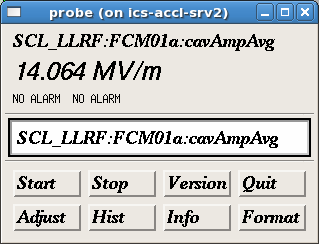 probe (on ics-accl-srv2)
SCL_LLRF:FCM01a:cavAmpAvg
14.064 MV/m
NO ALARM NO ALARM
SCL_LLRF:FCM01a:cavAmpAvg
Start Stop Version Quit
Adjust Hist Info Format